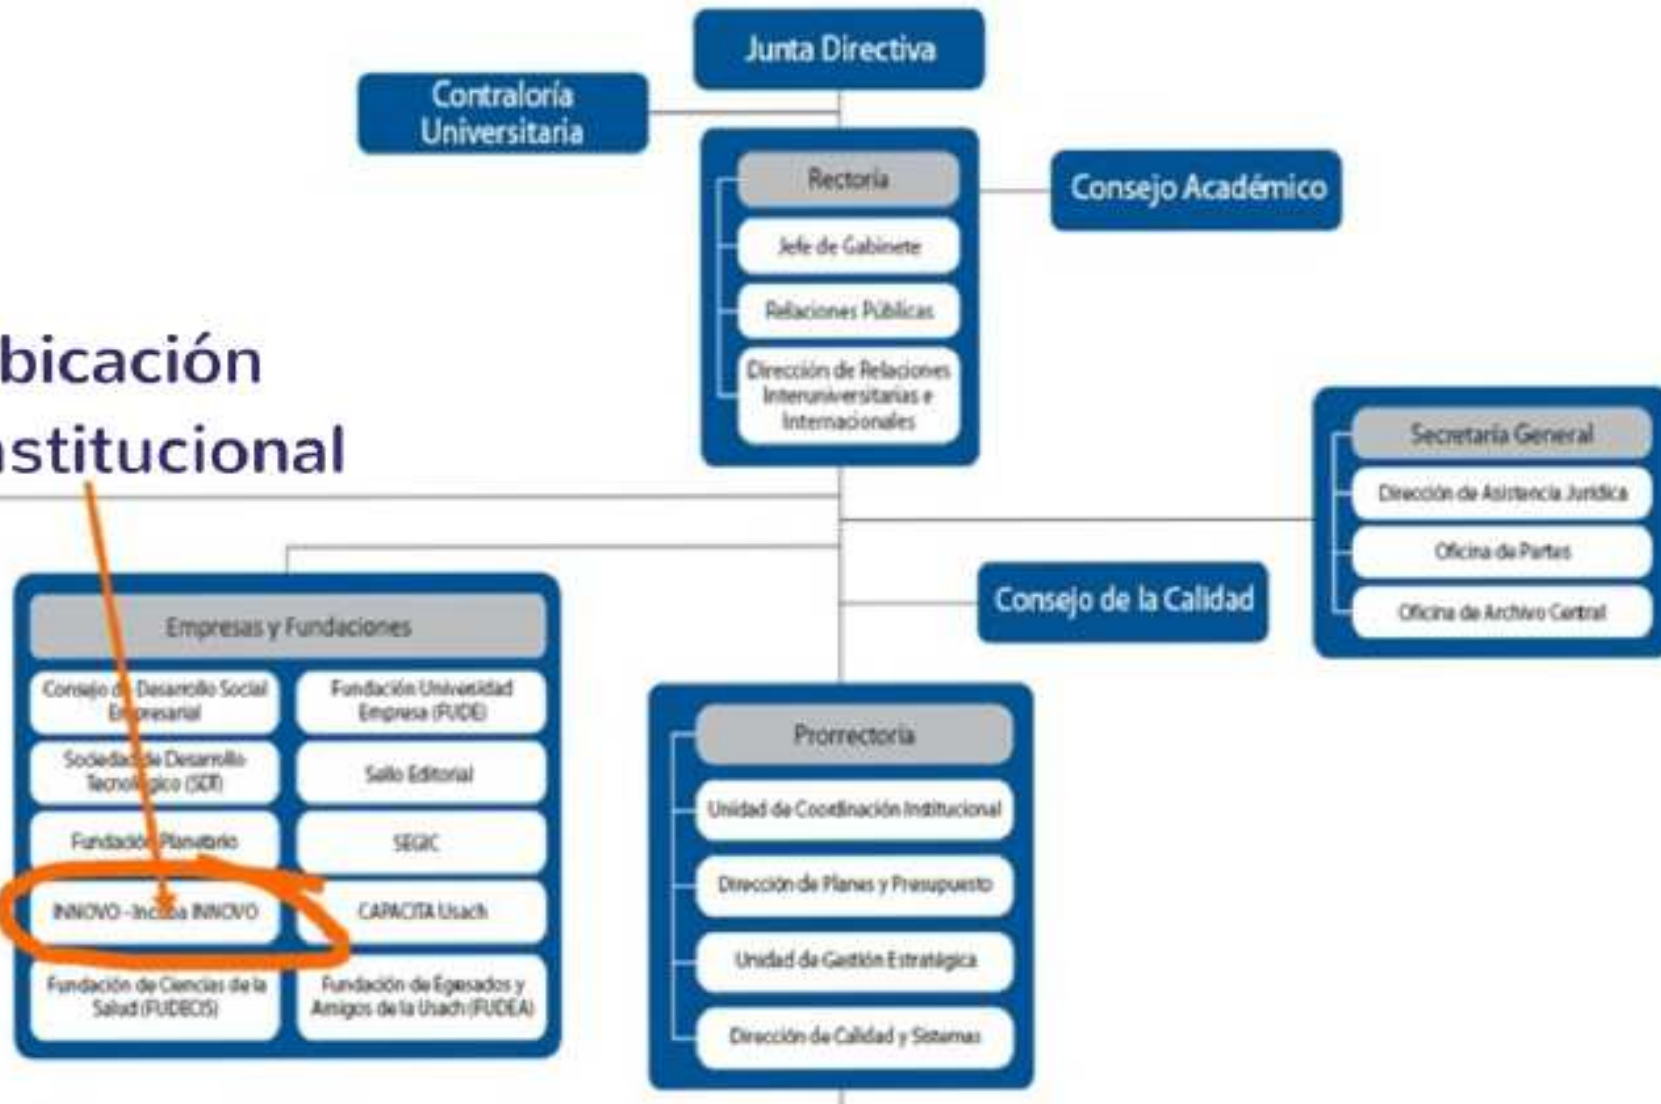 Junta Directiva
Contraloría
Universitaria
Rectoría
Consejo Académico
Jefe de Gabinete
Relaciones Públicas
Dirección de Relaciones
Interuniversitarias e
Internacionales
bicación
nstitucional
Secretaría General
Dirección de Asistencia Jurídica
Oficina de Partes
Oficina de Archivo Central
Consejo de la Calidad
Empresas y Fundaciones
Consejo de Desarrollo Social
Empresarial
Fundación Universidad
Empresa (FUDE)
Sociedad de Desarrollo
Tecnológico (SDT)
Sello Editorial
Fundación Planetario
SEGIC
INNOVO - Incuba INNOVO
CAPACITA Usach
Fundación de Ciencias de la
Salud (FUDECIS)
Fundación de Egresados y
Amigos de la Usach (FUDEA)
Prorrectoría
Unidad de Coordinación Institucional
Dirección de Planes y Presupuesto
Unidad de Gestión Estratégica
Dirección de Calidad y Sistemas